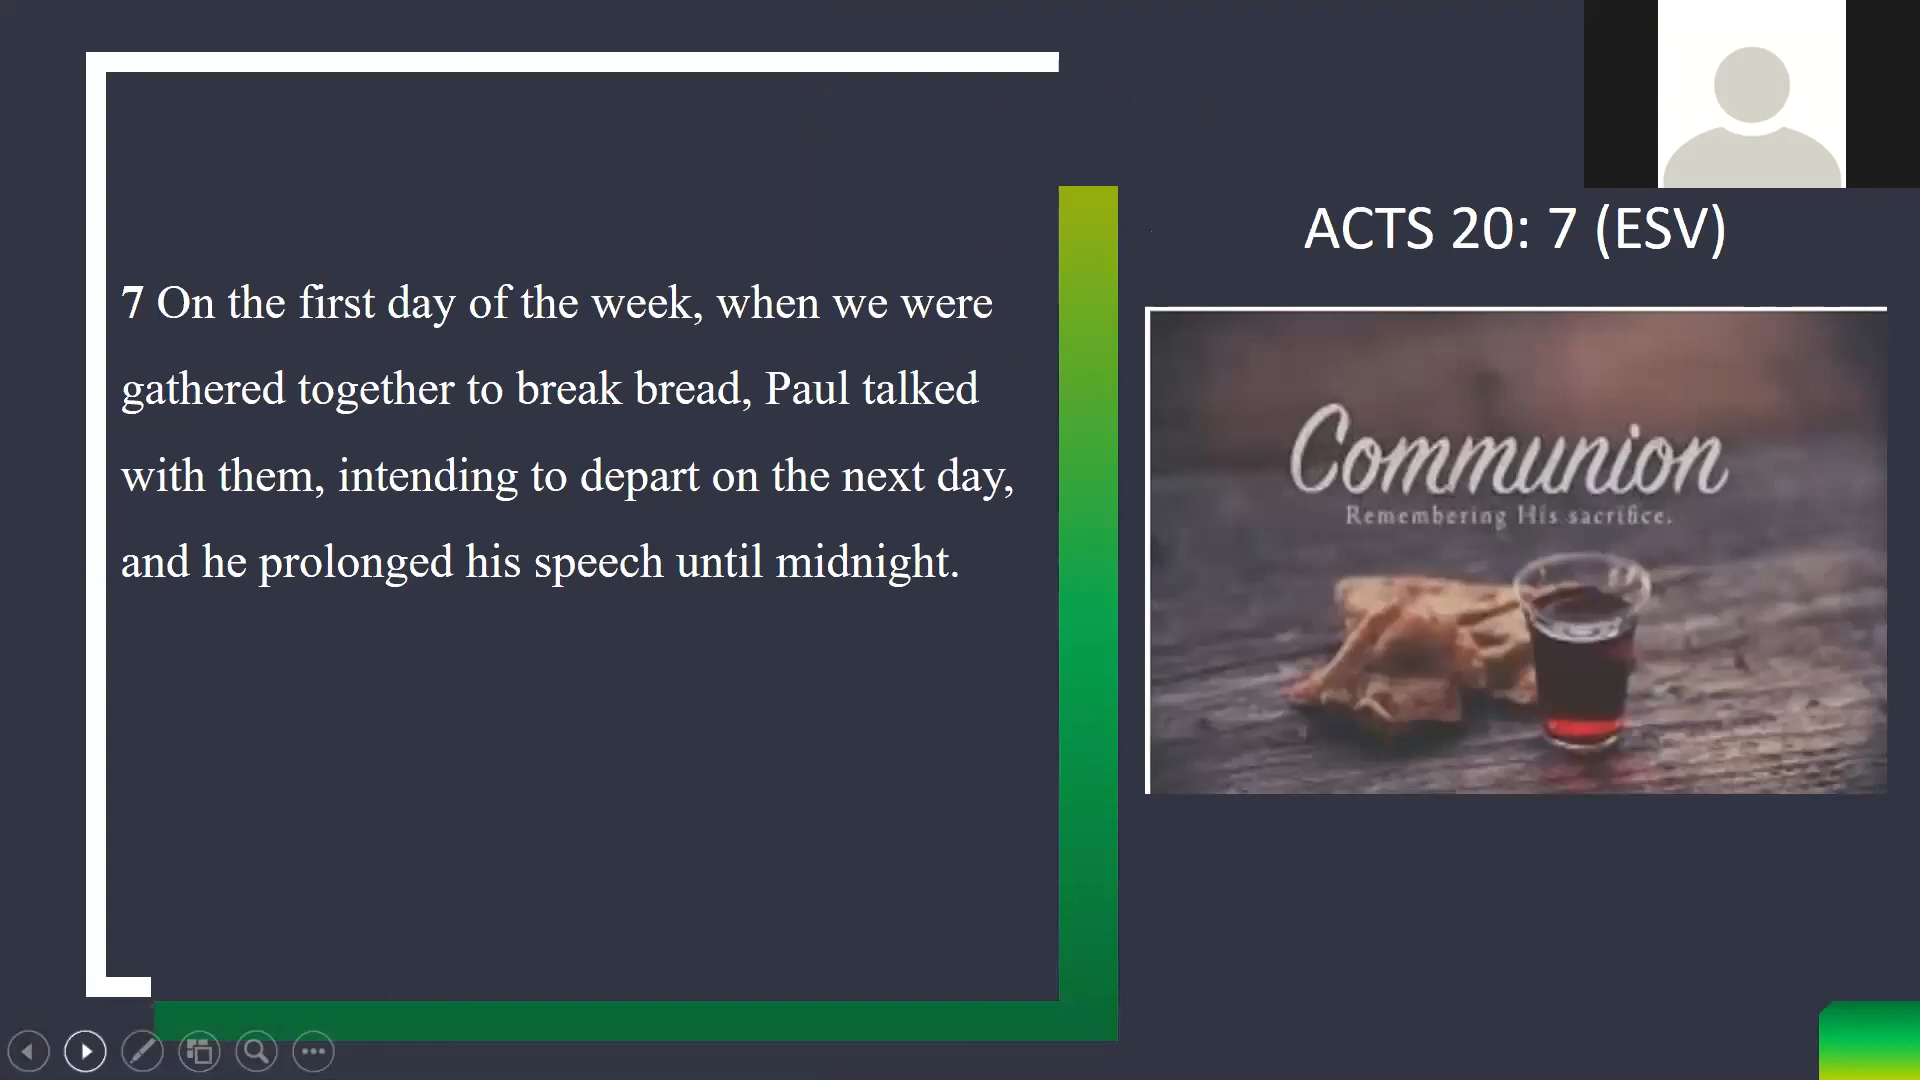 7 On the first day of the week, when we were
gathered together to break bread, Paul talked
with them, intending to depart on the next day,
and he prolonged his speech until midnight.
ACTS 20: 7 (ESV)
Communion
Remembering His sacrifice.